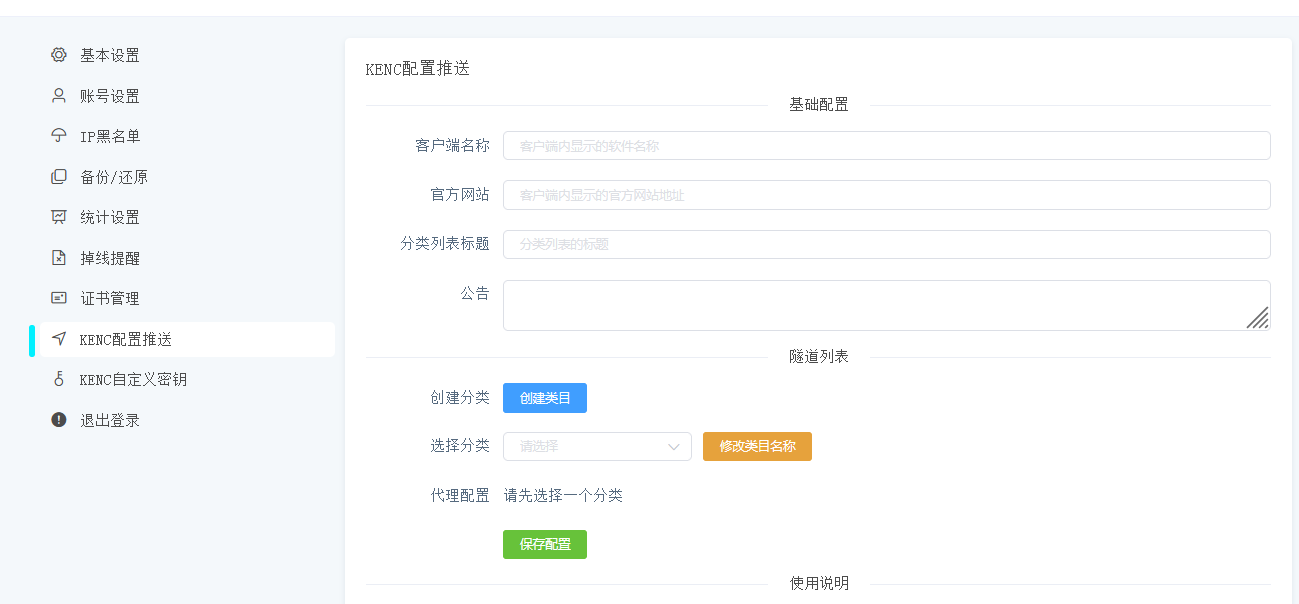 基本设置
账号设置
IP黑名单
备份/还原
统计设置
掉线提醒
证书管理
KENC配置推送
KENC自定义密钥
退出登录
KENC配置推送
基础配置
客户端名称 客户端内显示的软件名称
官方网站 客户端内显示的官方网站地址
分类列表标题 分类列表的标题
公告
隧道列表
创建分类 创建类目
选择分类 请选择 修改类目名称
代理配置 请先选择一个分类
保存配置
使用说明